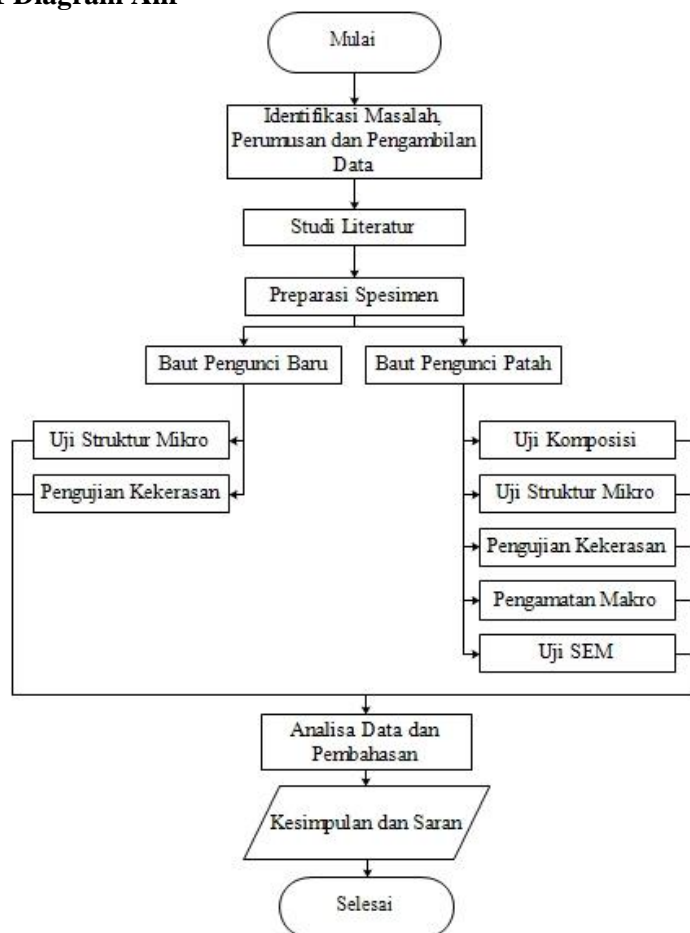 Diagram Alir
Mulai
Identifikasi Masalah,
Perumusan dan Pengambilan
Data
Studi Literatur
Preparasi Spesimen
Baut Pengunci Baru
Baut Pengunci Patah
Uji Struktur Mikro
Pengujian Kekerasan
Uji Komposisi
Uji Struktur Mikro
Pengujian Kekerasan
Pengamatan Makro
Uji SEM
Analisa Data dan
Pembahasan
Kesimpulan dan Saran
Selesai